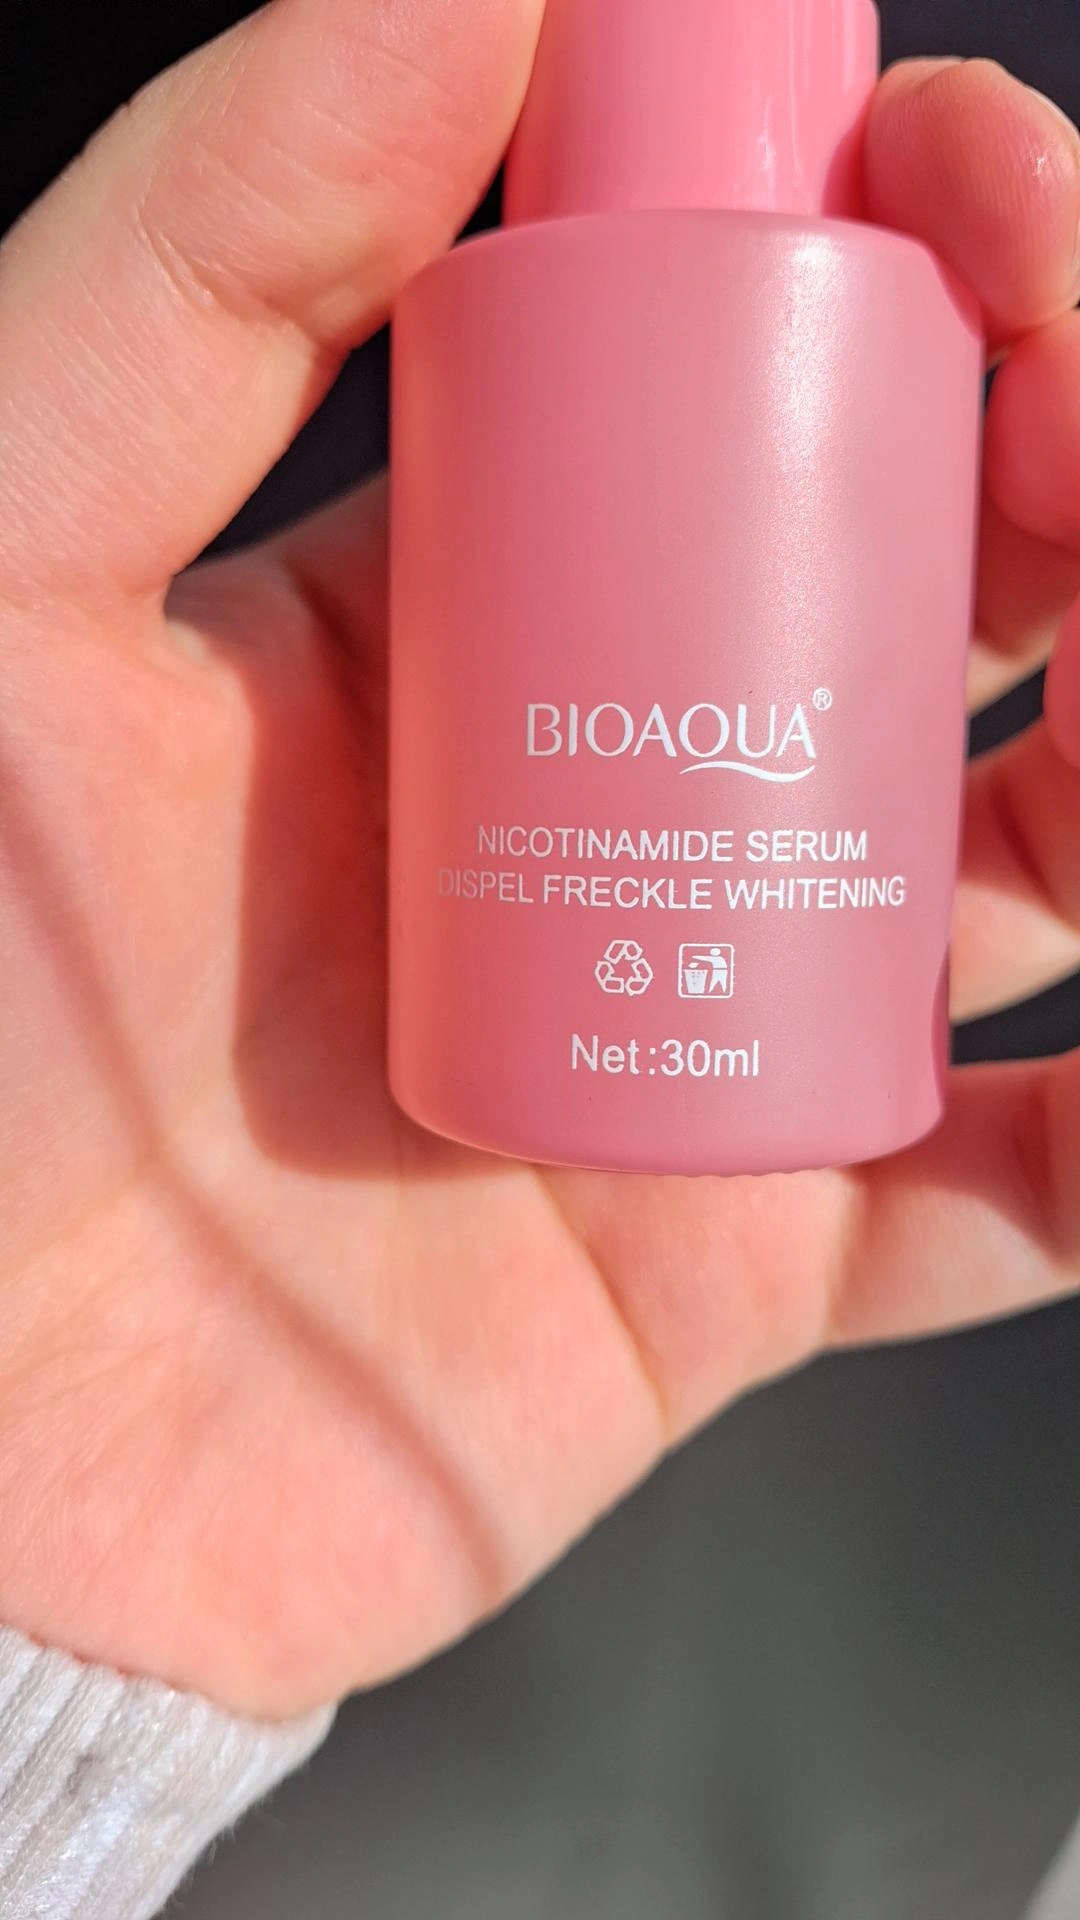 BIOAQUA®
NICOTINAMIDE SERUM
DISPEL FRECKLE WHITENING
Net:30ml